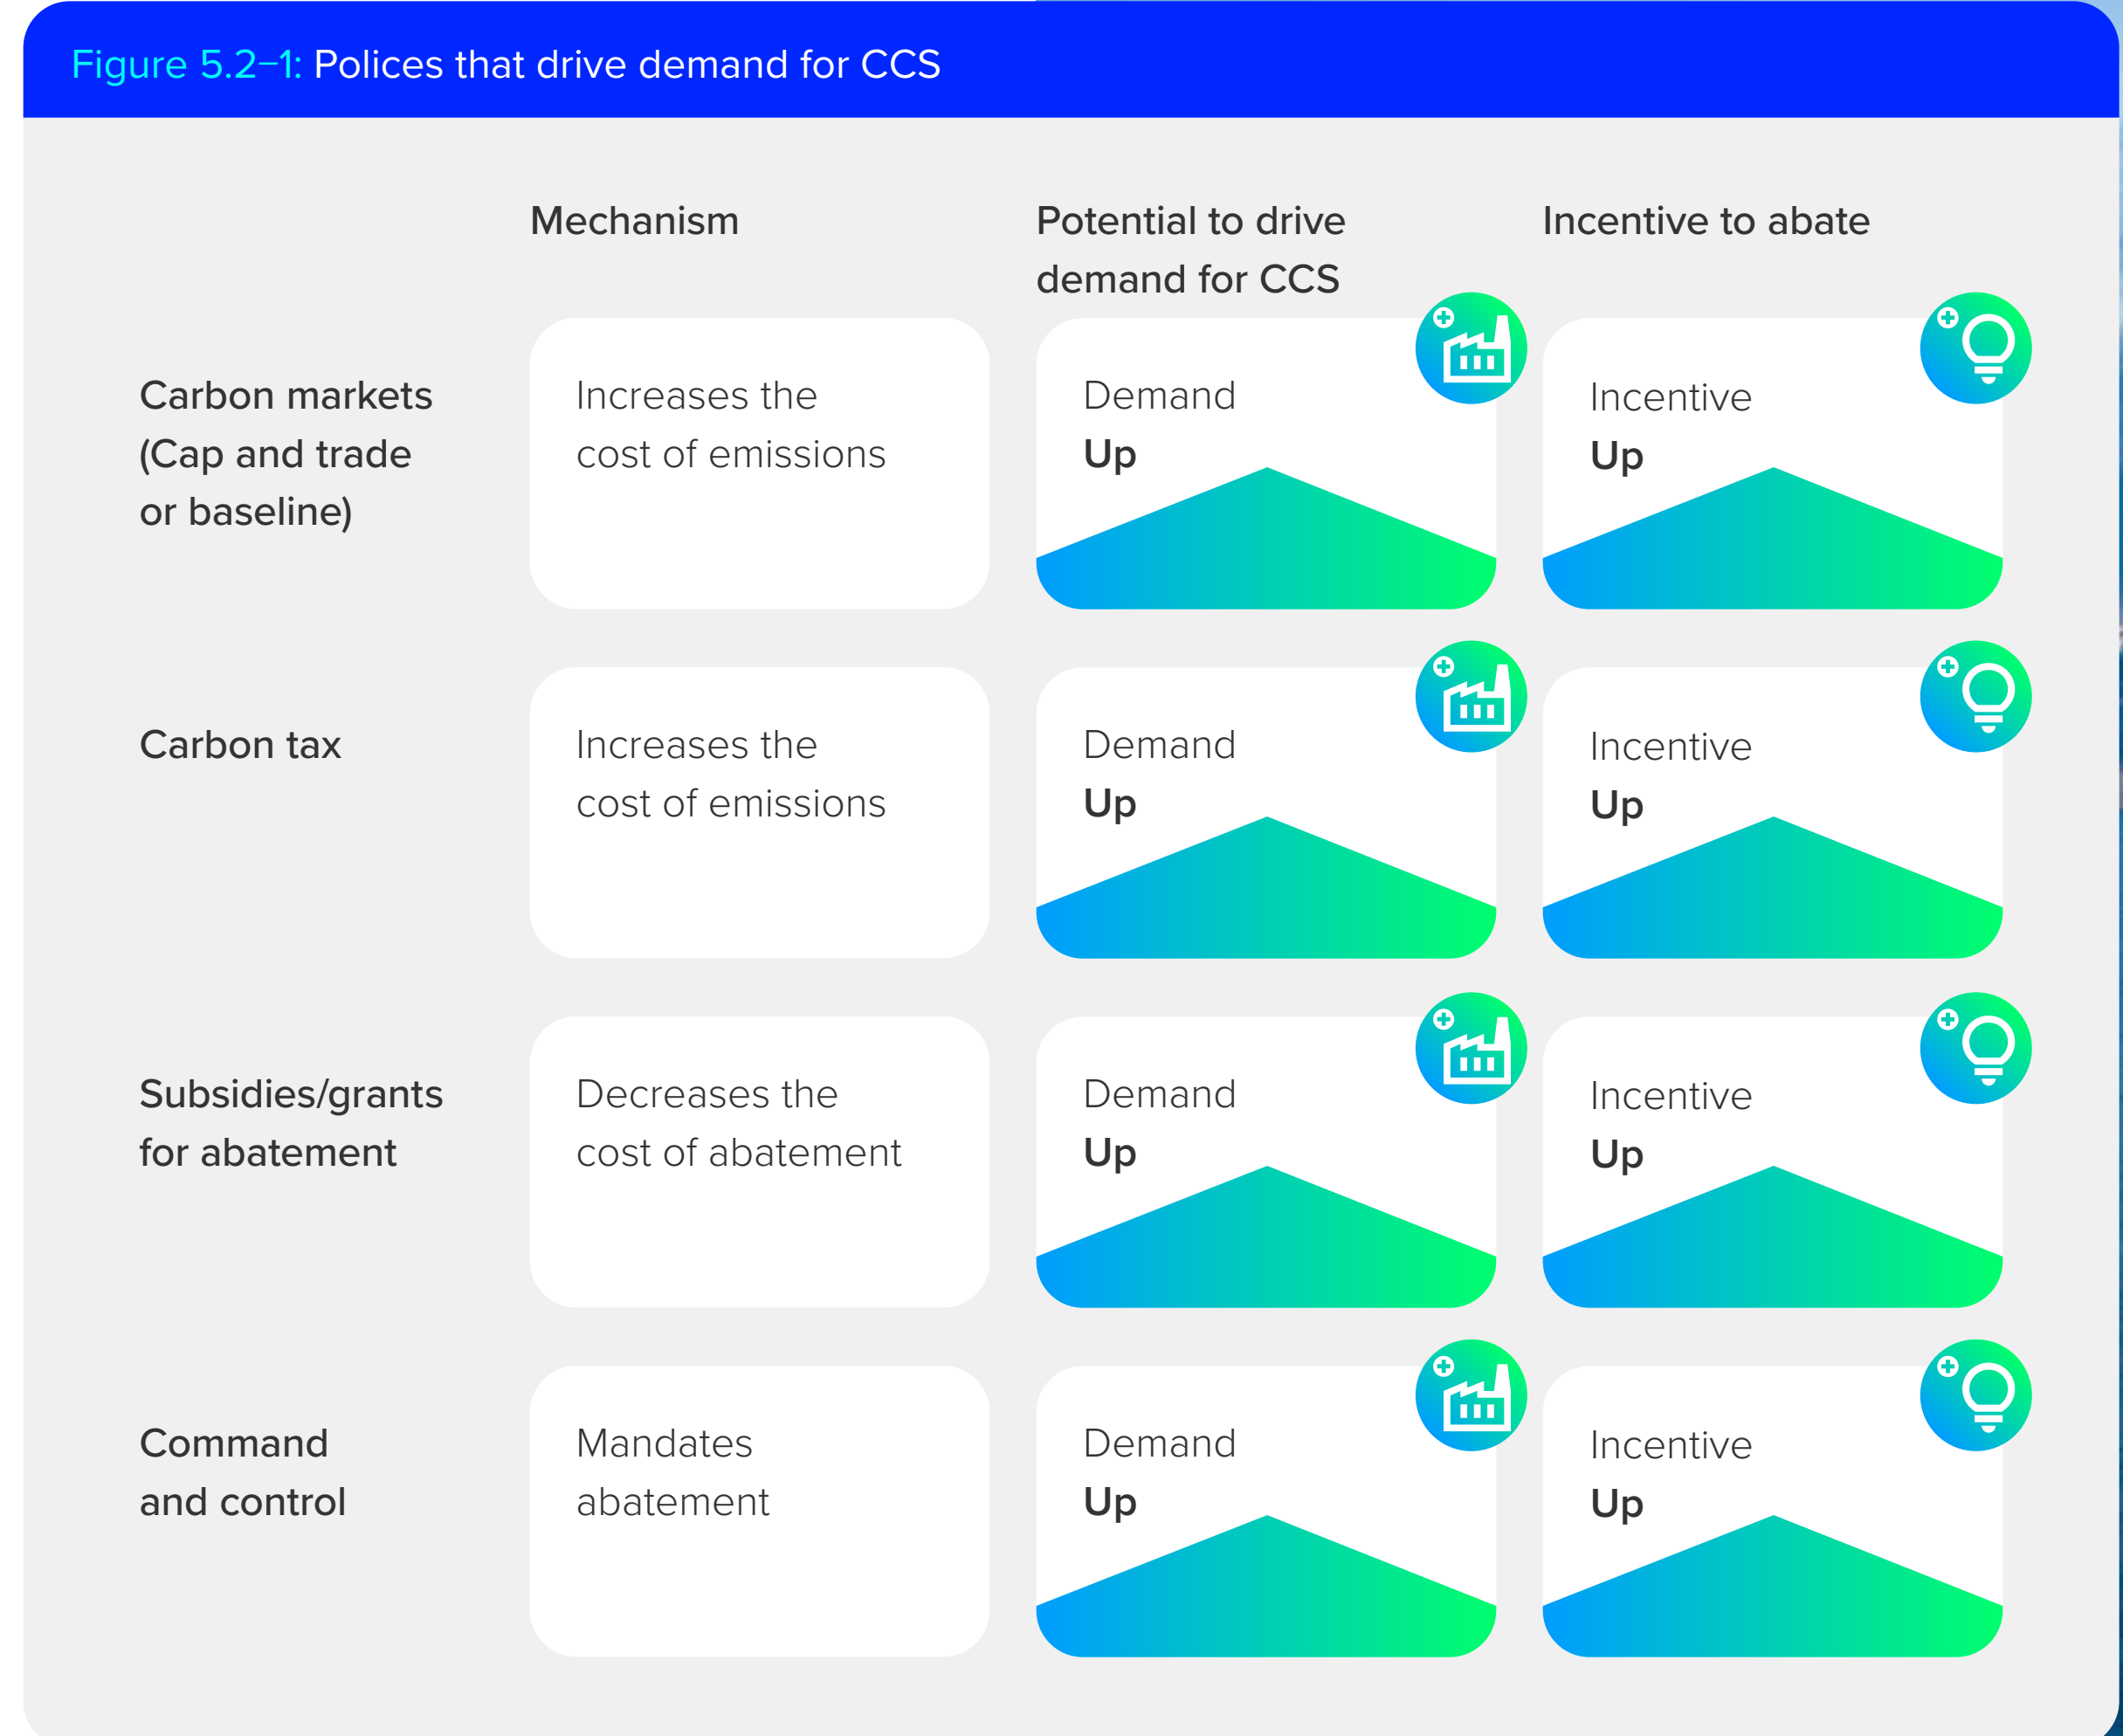 Figure 5.2–1: Polices that drive demand for CCS
Mechanism
Potential to drive
demand for CCS
Incentive to abate
Carbon markets
(Cap and trade
or baseline)
Increases the
cost of emissions
Demand
Up
Incentive
Up
Carbon tax
Increases the
cost of emissions
Demand
Up
Incentive
Up
Subsidies/grants
for abatement
Decreases the
cost of abatement
Demand
Up
Incentive
Up
Command
and control
Mandates
abatement
Demand
Up
Incentive
Up